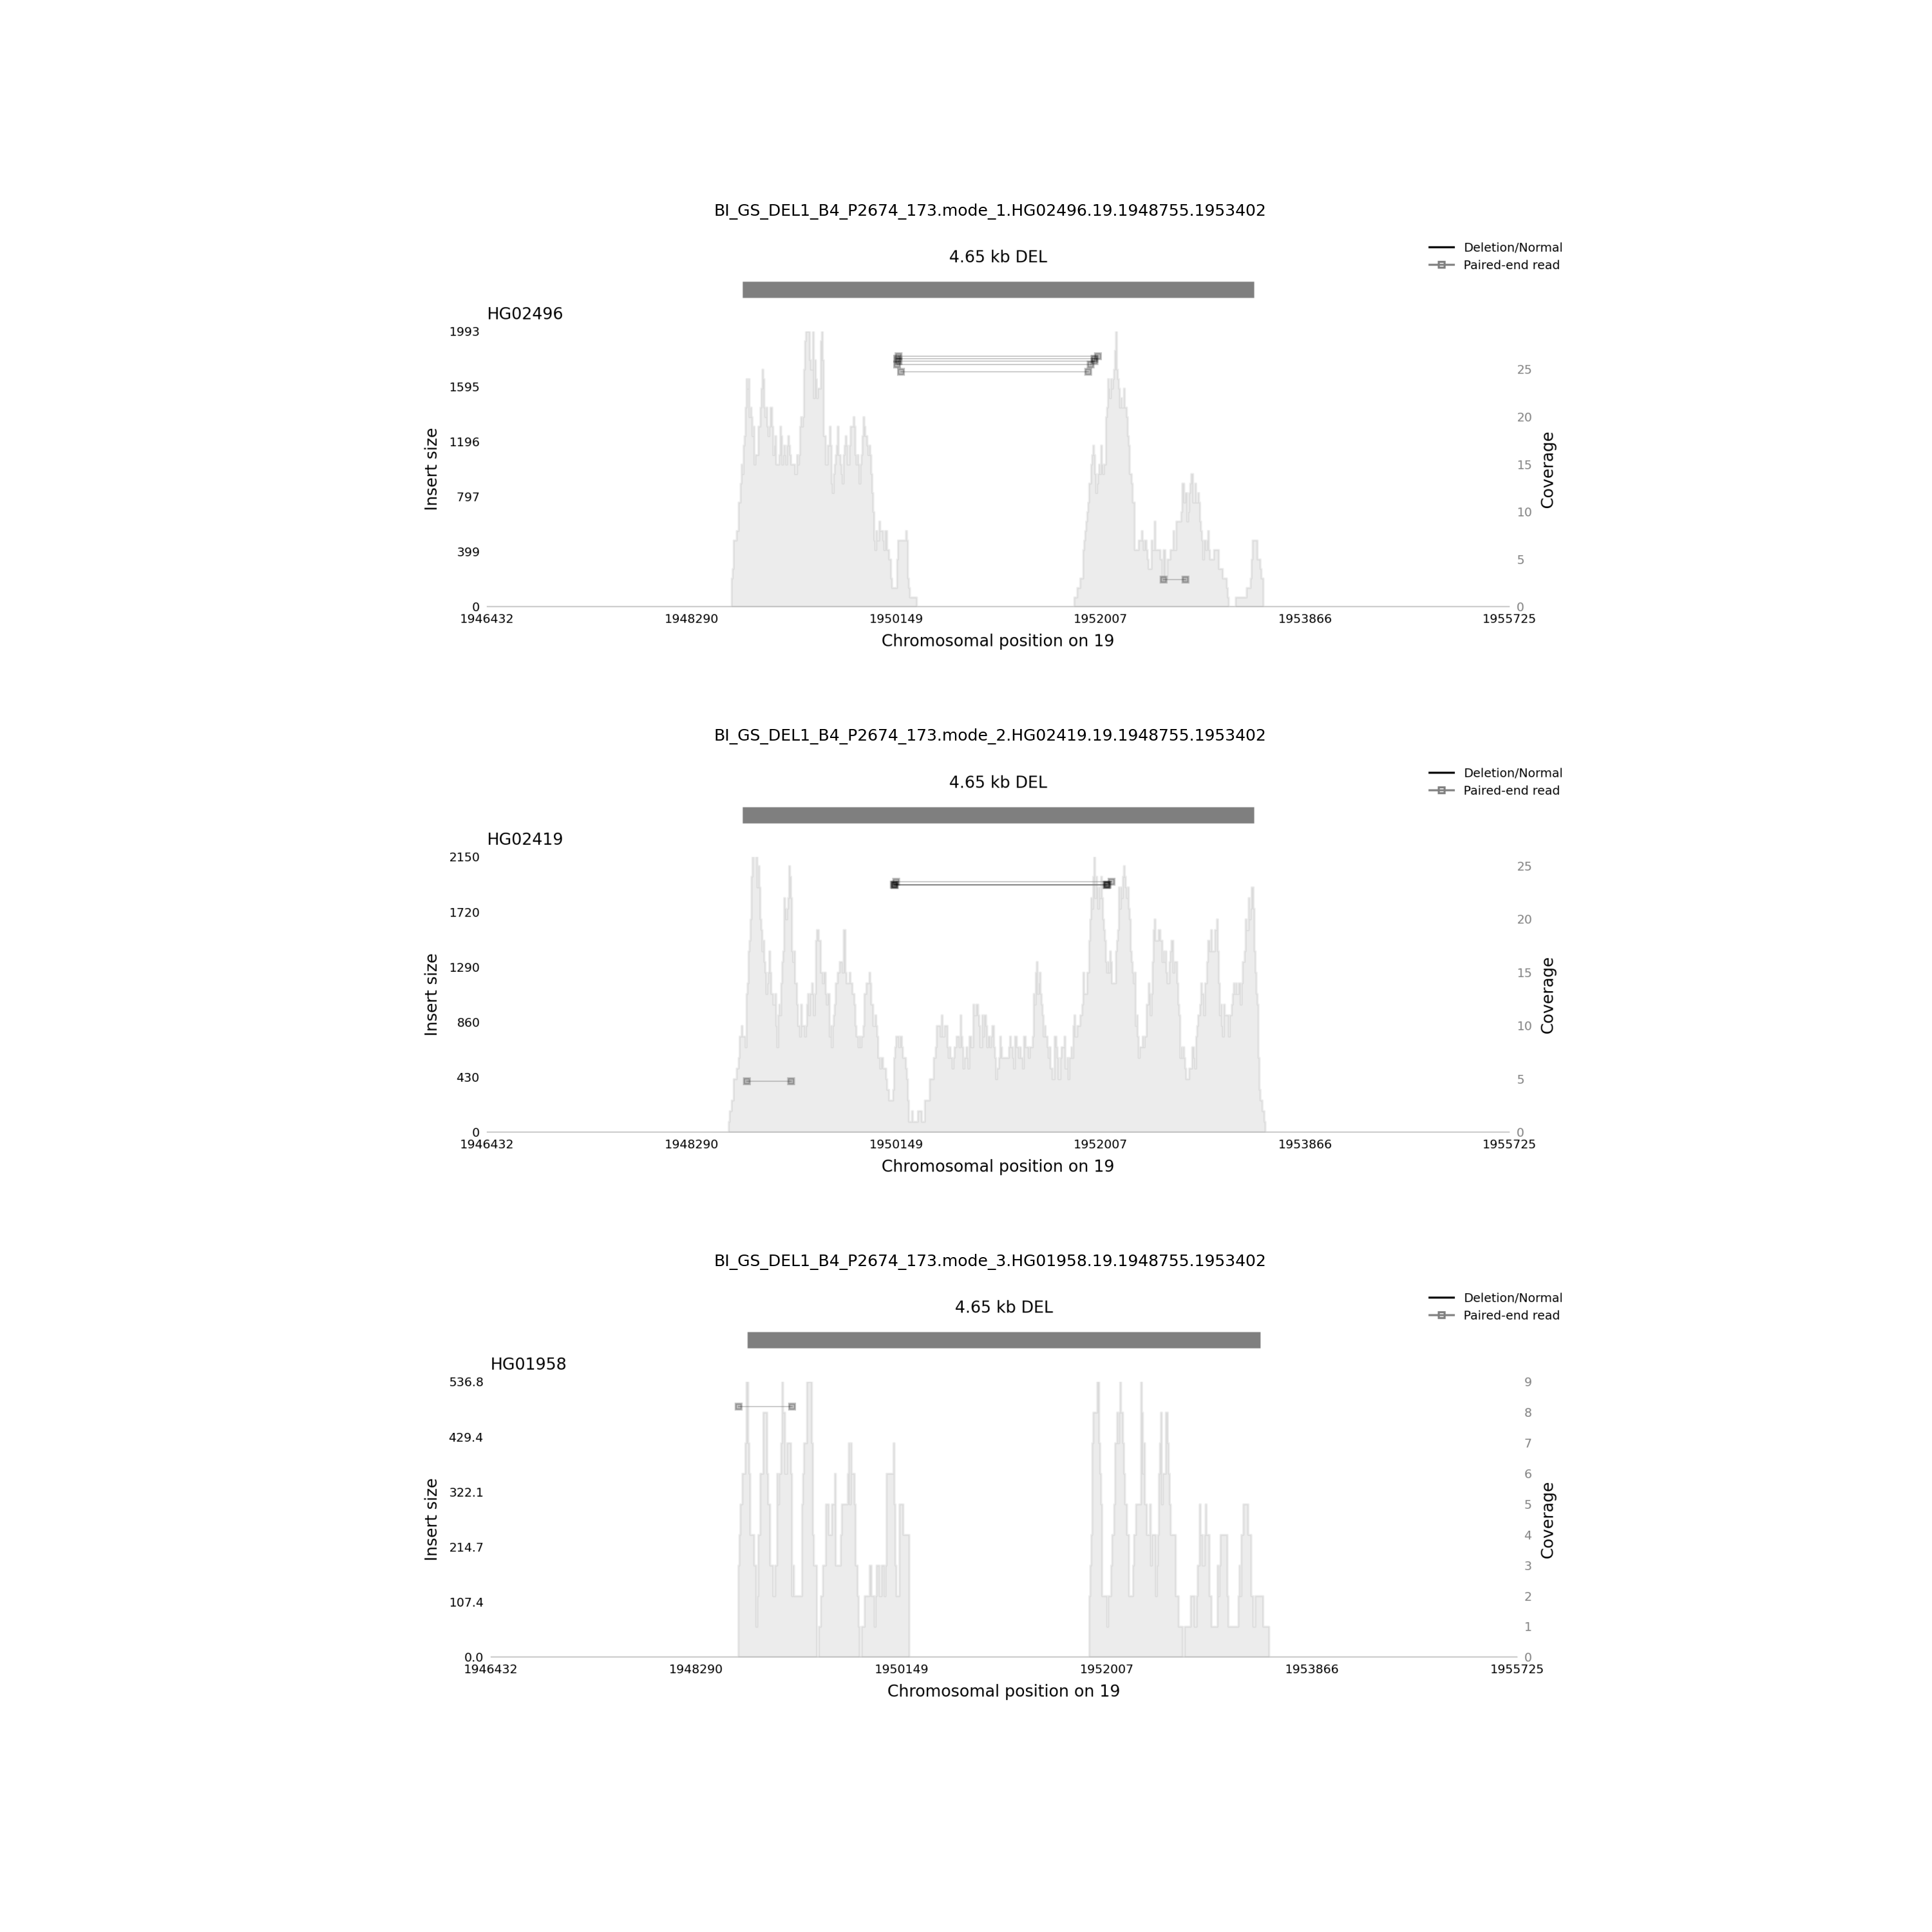 BI_GS_DEL1_B4_P2674_173.mode_1.HG02496.19.1948755.1953402
Deletion/Normal
4.65 kb DEL
Paired-end read
HG02496
1993
1595
1196
797
399
0
Insert size
25
20
15
10
5
0
Coverage
1946432 1948290 1950149 1952007 1953866 1955725
Chromosomal position on 19
BI_GS_DEL1_B4_P2674_173.mode_2.HG02419.19.1948755.1953402
Deletion/Normal
4.65 kb DEL
Paired-end read
HG02419
2150
1720
1290
860
430
0
Insert size
25
20
15
10
5
0
Coverage
1946432 1948290 1950149 1952007 1953866 1955725
Chromosomal position on 19
BI_GS_DEL1_B4_P2674_173.mode_3.HG01958.19.1948755.1953402
Deletion/Normal
4.65 kb DEL
Paired-end read
HG01958
536.8
429.4
322.1
214.7
107.4
0.0
Insert size
9
8
7
6
5
4
3
2
1
0
Coverage
1946432 1948290 1950149 1952007 1953866 1955725
Chromosomal position on 19